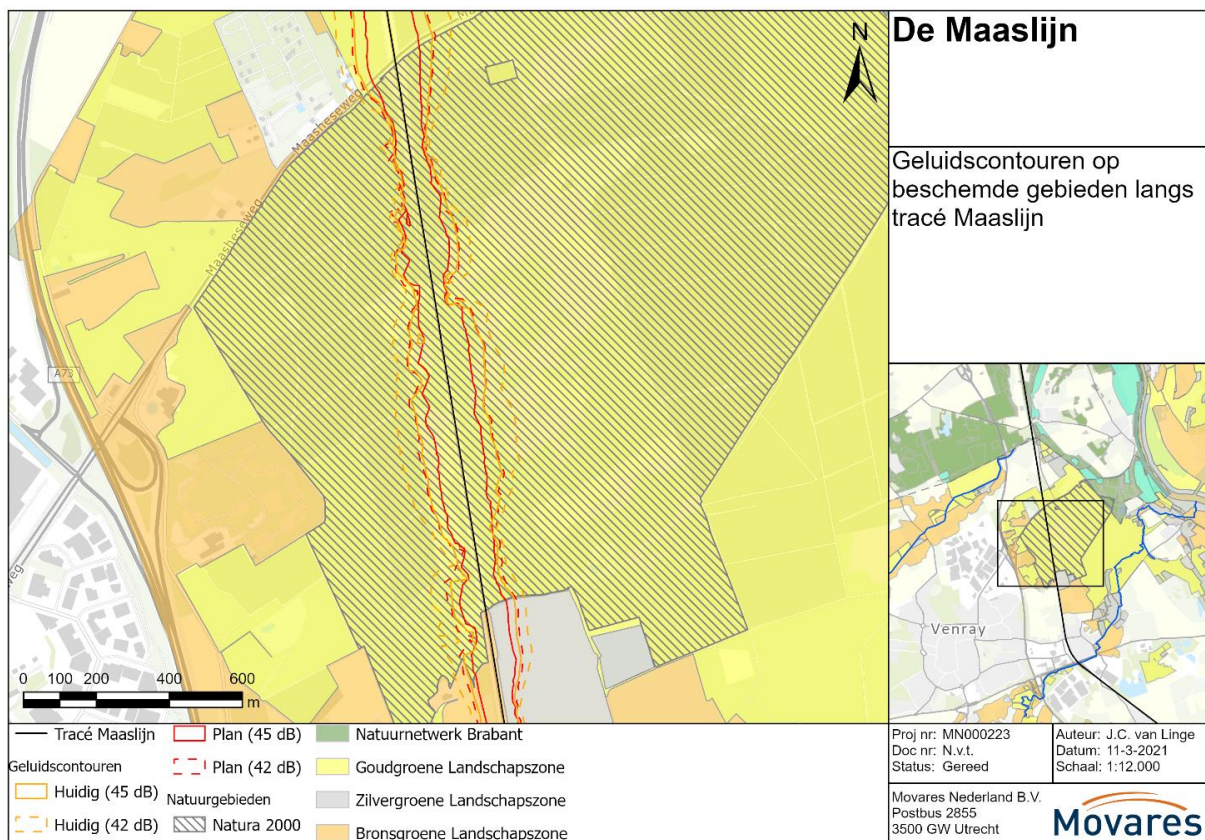 De Maaslijn
N
Geluidscontouren op
beschemde gebieden langs
tracé Maaslijn
Maasheseweg
Maasheseweg
A73
weg
0 100 200 400 600
m
Venray
Tracé Maaslijn
Geluidscontouren
Huidig (45 dB)
Huidig (42 dB)
Plan (45 dB)
Plan (42 dB)
Natuurgebieden
Natura 2000
Natuurnetwerk Brabant
Goudgroene Landschapszone
Zilvergroene Landschapszone
Bronsgroene Landschapszone
Proj nr: MN000223
Doc nr: N.v.t.
Status: Gereed
Auteur: J.C. van Linge
Datum: 11-3-2021
Schaal: 1:12.000
Movares Nederland B.V.
Postbus 2855
3500 GW Utrecht
Movares